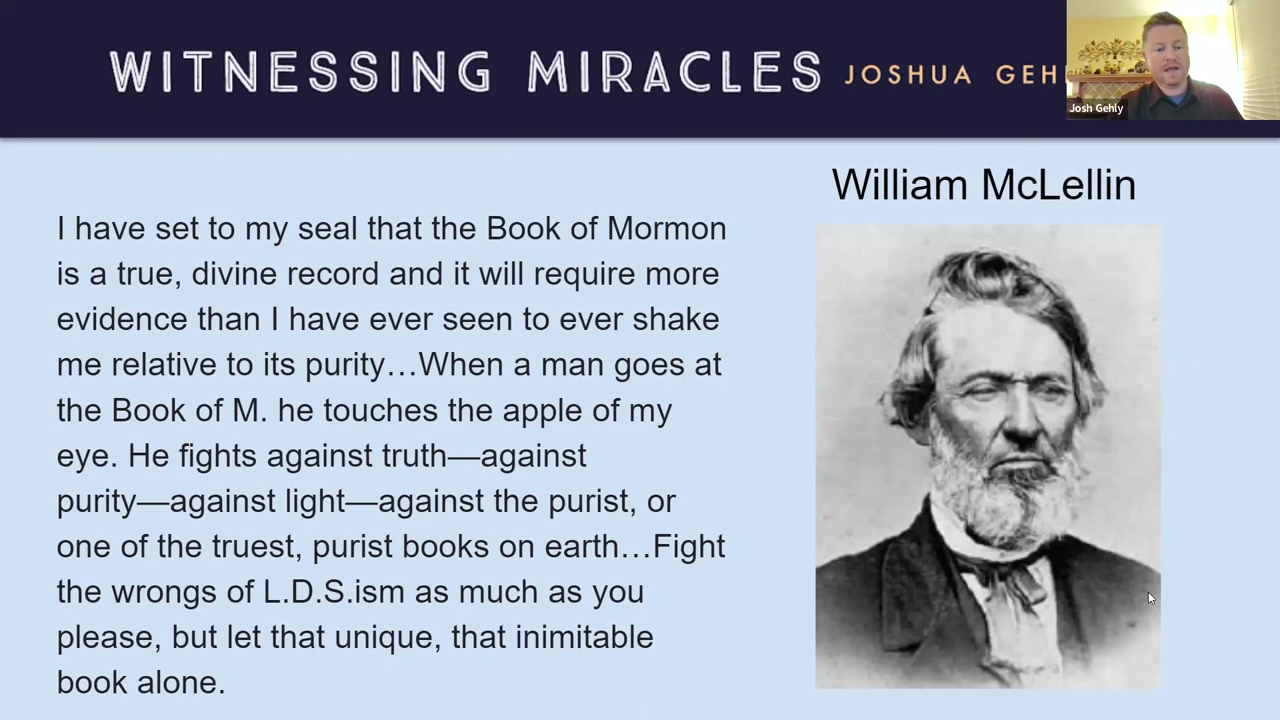 WITNESSING MIRACLES JOSHUA GEH
Josh Gehly
William McLellin
I have set to my seal that the Book of Mormon
is a true, divine record and it will require more
evidence than I have ever seen to ever shake
me relative to its purity…When a man goes at
the Book of M. he touches the apple of my
eye. He fights against truth—against
purity—against light—against the purist, or
one of the truest, purist books on earth…Fight
the wrongs of L.D.S.ism as much as you
please, but let that unique, that inimitable
book alone.